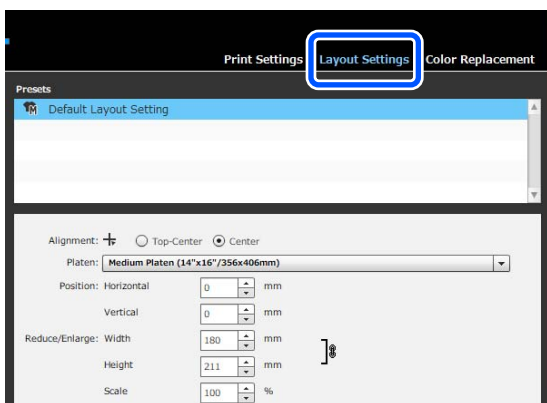 Print Settings Layout Settings Color Replacement
Presets
M Default Layout Setting
Alignment: Top-Center Center
Platen: Medium Platen (14"x16"/356x406mm)
Position: Horizontal 0 mm
Vertical 0 mm
Reduce/Enlarge: Width 180 mm
Height 211 mm
Scale 100 %